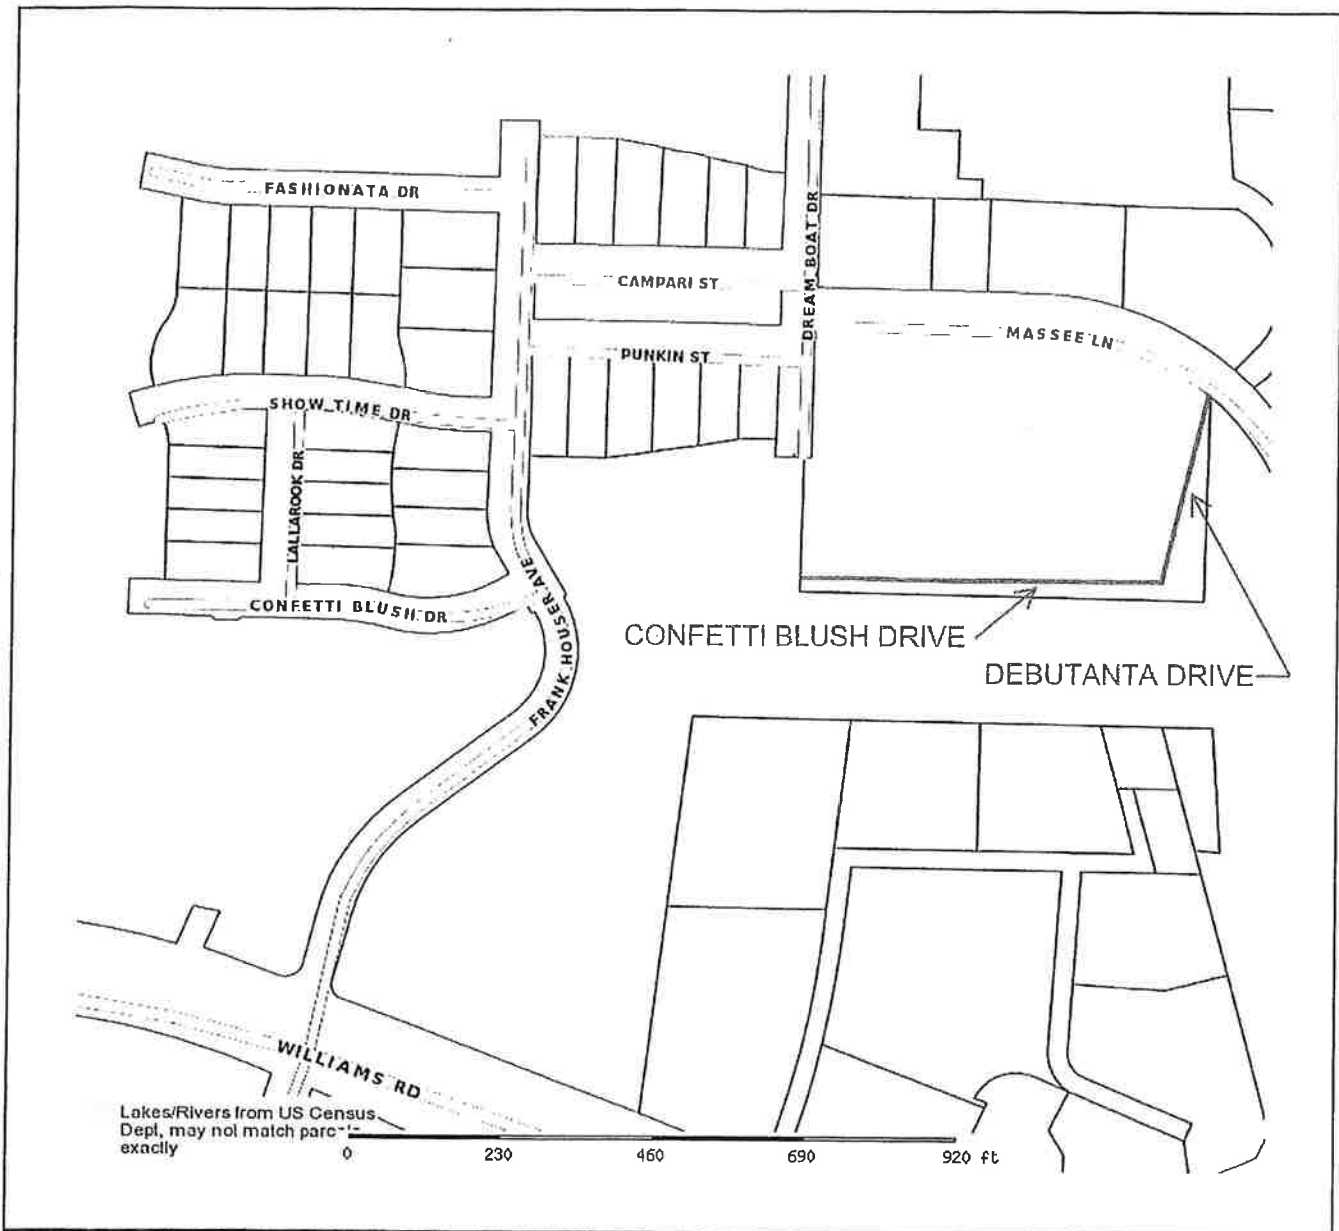 FASHIONATA DR
DREAM BOAT DR
CAMPARI ST
MASSEE LN
PUNKIN ST
SHOW TIME DR
LALLAROOK DR
CONFETTI BLUSH DR
FRANK HOUSER AVE
CONFETTI BLUSH DRIVE
DEBUTANTA DRIVE
WILLIAMS RD
Lakes/Rivers from US Census
Dept, may not match parcels
exactly
0 230 460 690 920 ft